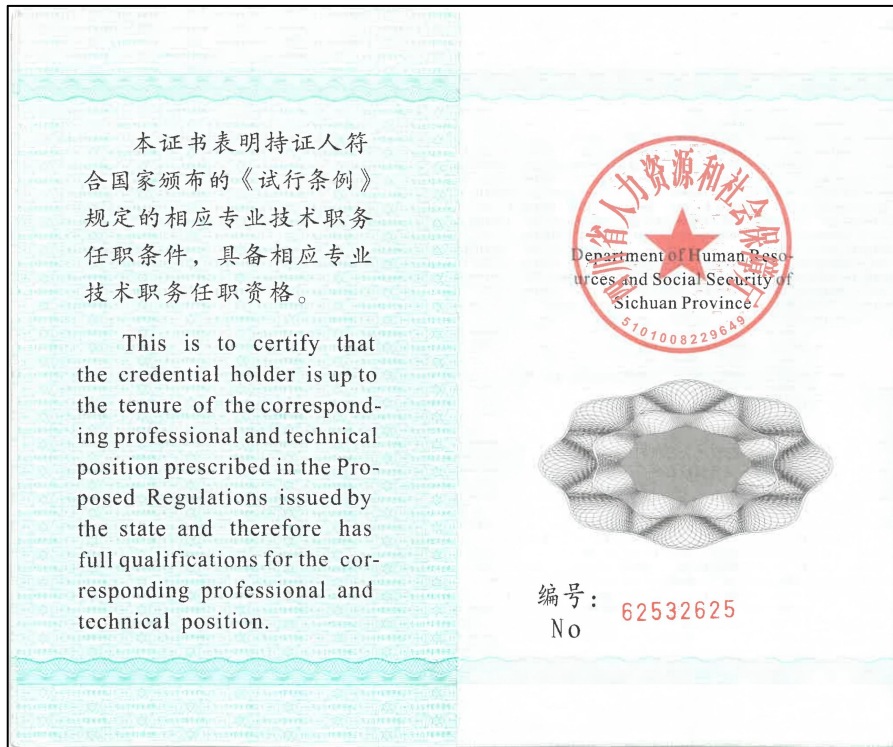 本证书表明持证人符
合国家颁布的《试行条例》
规定的相应专业技术职务
任职条件，具备相应专业
技术职务任职资格。
This is to certify that
the credential holder is up to
the tenure of the correspond-
ing professional and technical
position prescribed in the Pro-
posed Regulations issued by
the state and therefore has
full qualifications for the cor-
responding professional and
technical position.
四川省人力资源和社会保障厅
Department of Human Reso-
urces and Social Security of
Sichuan Province
5101008229649
编号： 62532625
No